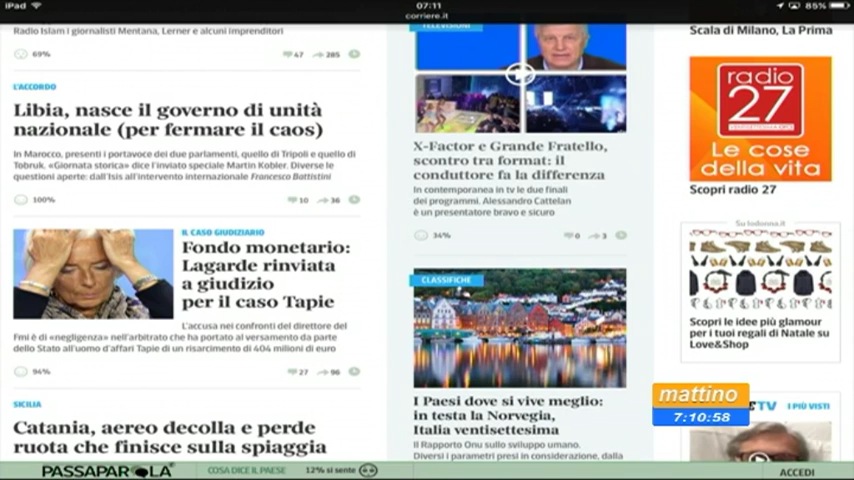 iPad
07:11
85%
corriere.it
Radio Islam i giornalisti Mentana, Lerner e alcuni imprenditori
69%
47
285
L'ACCORDO
Libia, nasce il governo di unità
nazionale (per fermare il caos)
In Marocco, presenti i portavoce dei due parlamenti, quello di Tripoli e quello di
Tobruk. «Giornata storica» dice l'inviato speciale Martin Kobler. Diverse le
questioni aperte: dall'Isis all'intervento internazionale Francesco Battistini
100%
10
36
IL CASO GIUDIZIARIO
Fondo monetario:
Lagarde rinviata
a giudizio
per il caso Tapie
L'accusa nei confronti del direttore del
Fmi è di «negligenza» nell'arbitrato che ha portato al versamento da parte
dello Stato all'uomo d'affari Tapie di un risarcimento di 404 milioni di euro
94%
27
96
SICILIA
Catania, aereo decolla e perde
ruota che finisce sulla spiaggia
TELEVISIONI
X-Factor e Grande Fratello,
scontro tra format: il
conduttore fa la differenza
In contemporanea in tv le due finali
dei programmi. Alessandro Cattelan
è un presentatore bravo e sicuro
34%
0
3
CLASSIFICHE
I Paesi dove si vive meglio:
in testa la Norvegia,
Italia ventisettesima
Il Rapporto Onu sullo sviluppo umano.
Diversi i parametri presi in considerazione, dalla
Scala di Milano, La Prima
radio
27
Le cose
della vita
Scopri radio 27
Su iodonna.it
Scopri le idee più glamour
per i tuoi regali di Natale su
Love&Shop
mattino
7:10:58
TV
I PIÙ VISTI
PASSAPAROLA
COSA DICE IL PAESE
12% si sente
ACCEDI